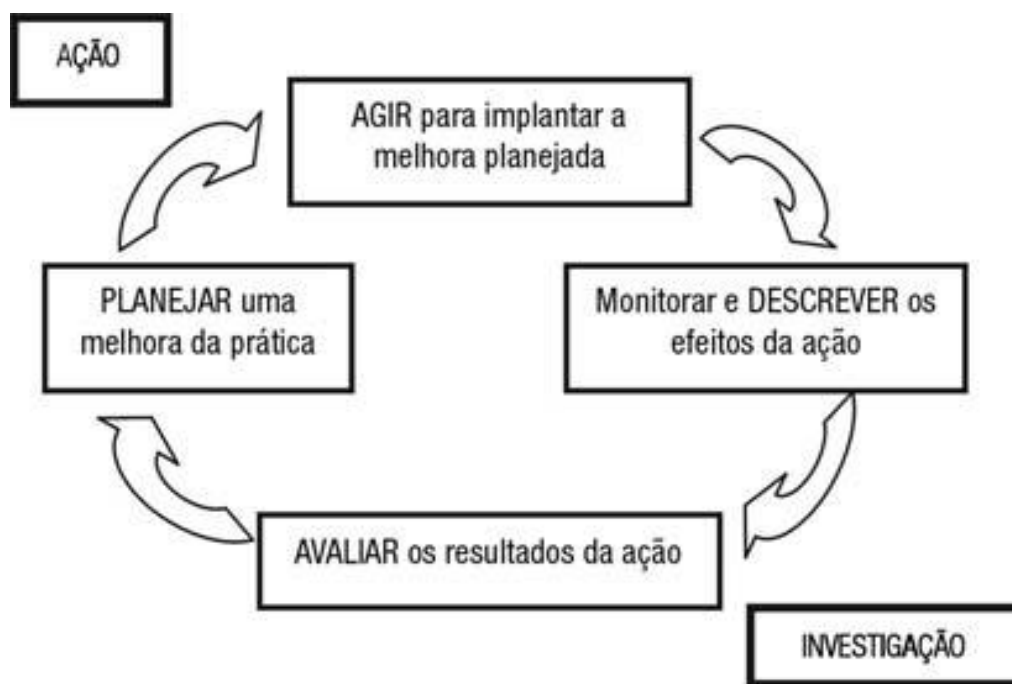 AÇÃO
AGIR para implantar a
melhora planejada
PLANEJAR uma
melhora da prática
Monitorar e DESCREVER os
efeitos da ação
AVALIAR os resultados da ação
INVESTIGAÇÃO